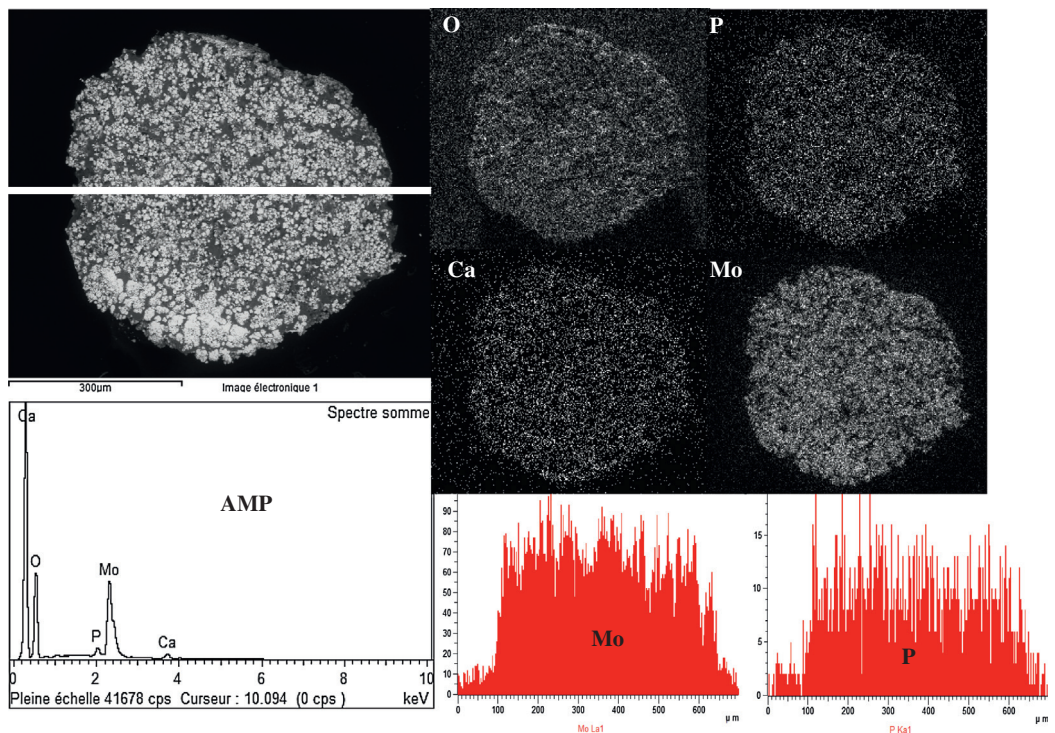 O
P
Ca
Mo
300µm
Image électronique 1
Spectre somme
Ca
AMP
O
Mo
P
Ca
0 2 4 6 8 10
Pleine échelle 41678 cps Curseur : 10.094 (0 cps)
keV
90
80
70
60
50
40
30
20
10
0
Mo
0 100 200 300 400 500 600
µ m
Mo La1
15
10
5
0
P
0 100 200 300 400 500 600
µ m
P Ka1